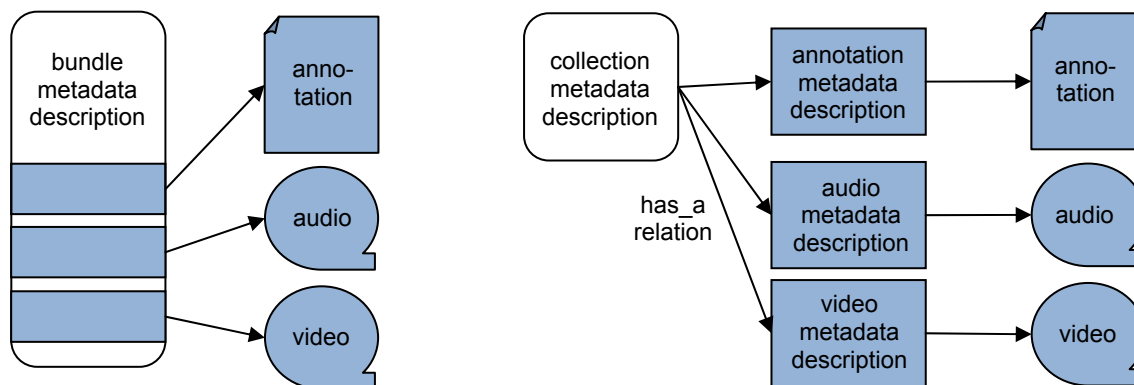 bundle
metadata
description
anno-
tation
audio
video
collection
metadata
description
has_a
relation
annotation
metadata
description
audio
metadata
description
video
metadata
description
anno-
tation
audio
video